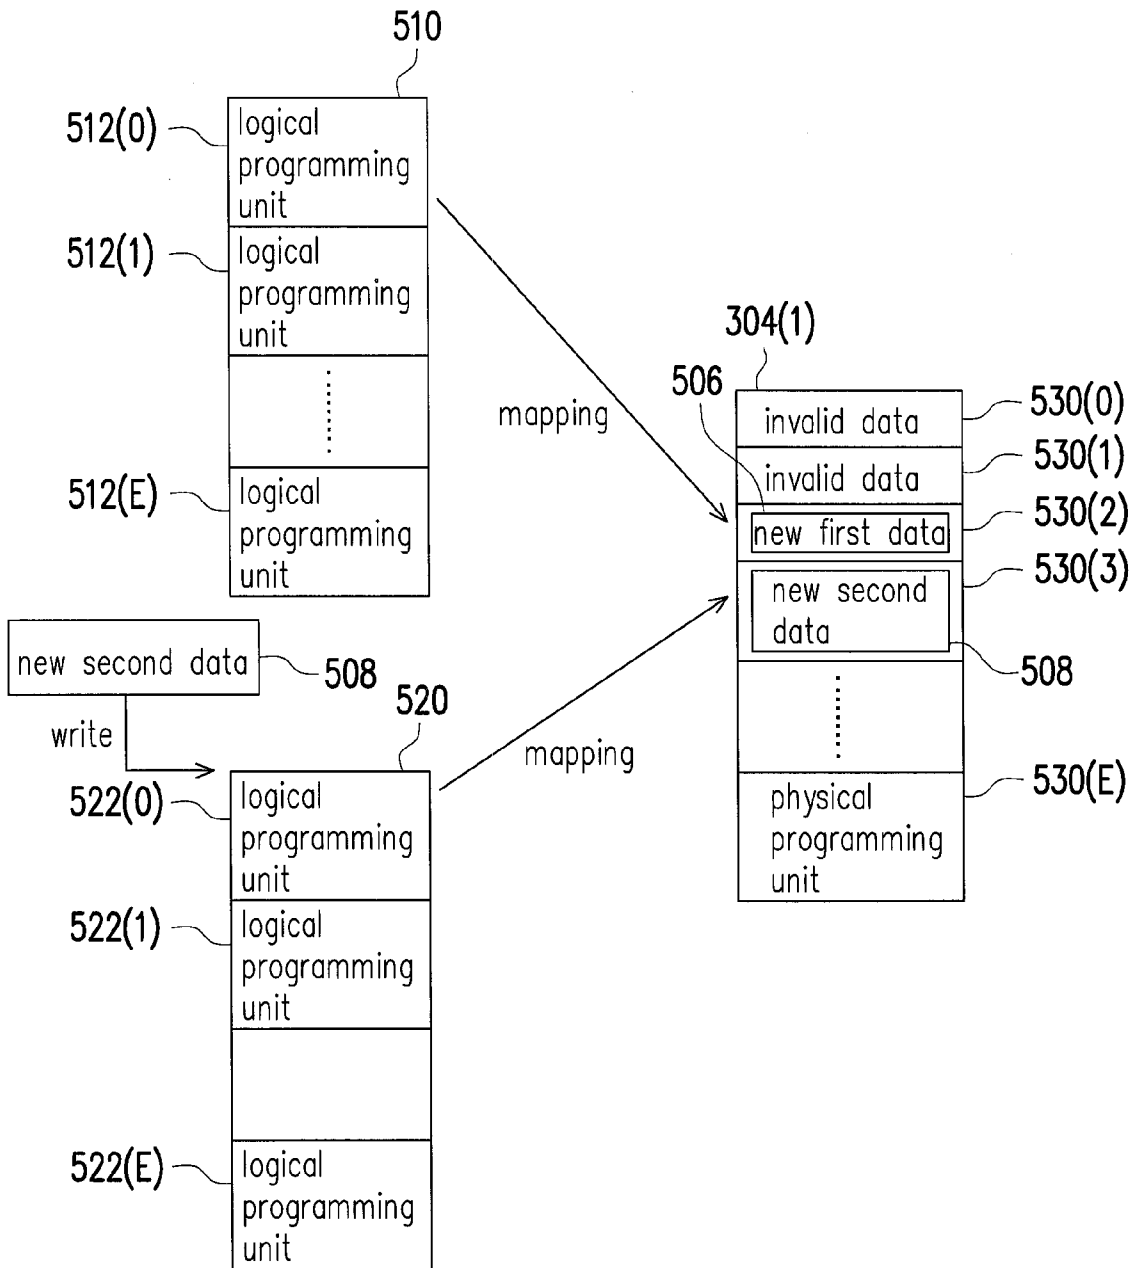 510
512(0)
logical
programming
unit
512(1)
logical
programming
unit
512(E)
logical
programming
unit
mapping
304(1)
506
invalid data
530(0)
invalid data
530(1)
new first data
530(2)
new second
data
530(3)
508
physical
programming
unit
530(E)
new second data
508
write
520
mapping
522(0)
logical
programming
unit
522(1)
logical
programming
unit
522(E)
logical
programming
unit